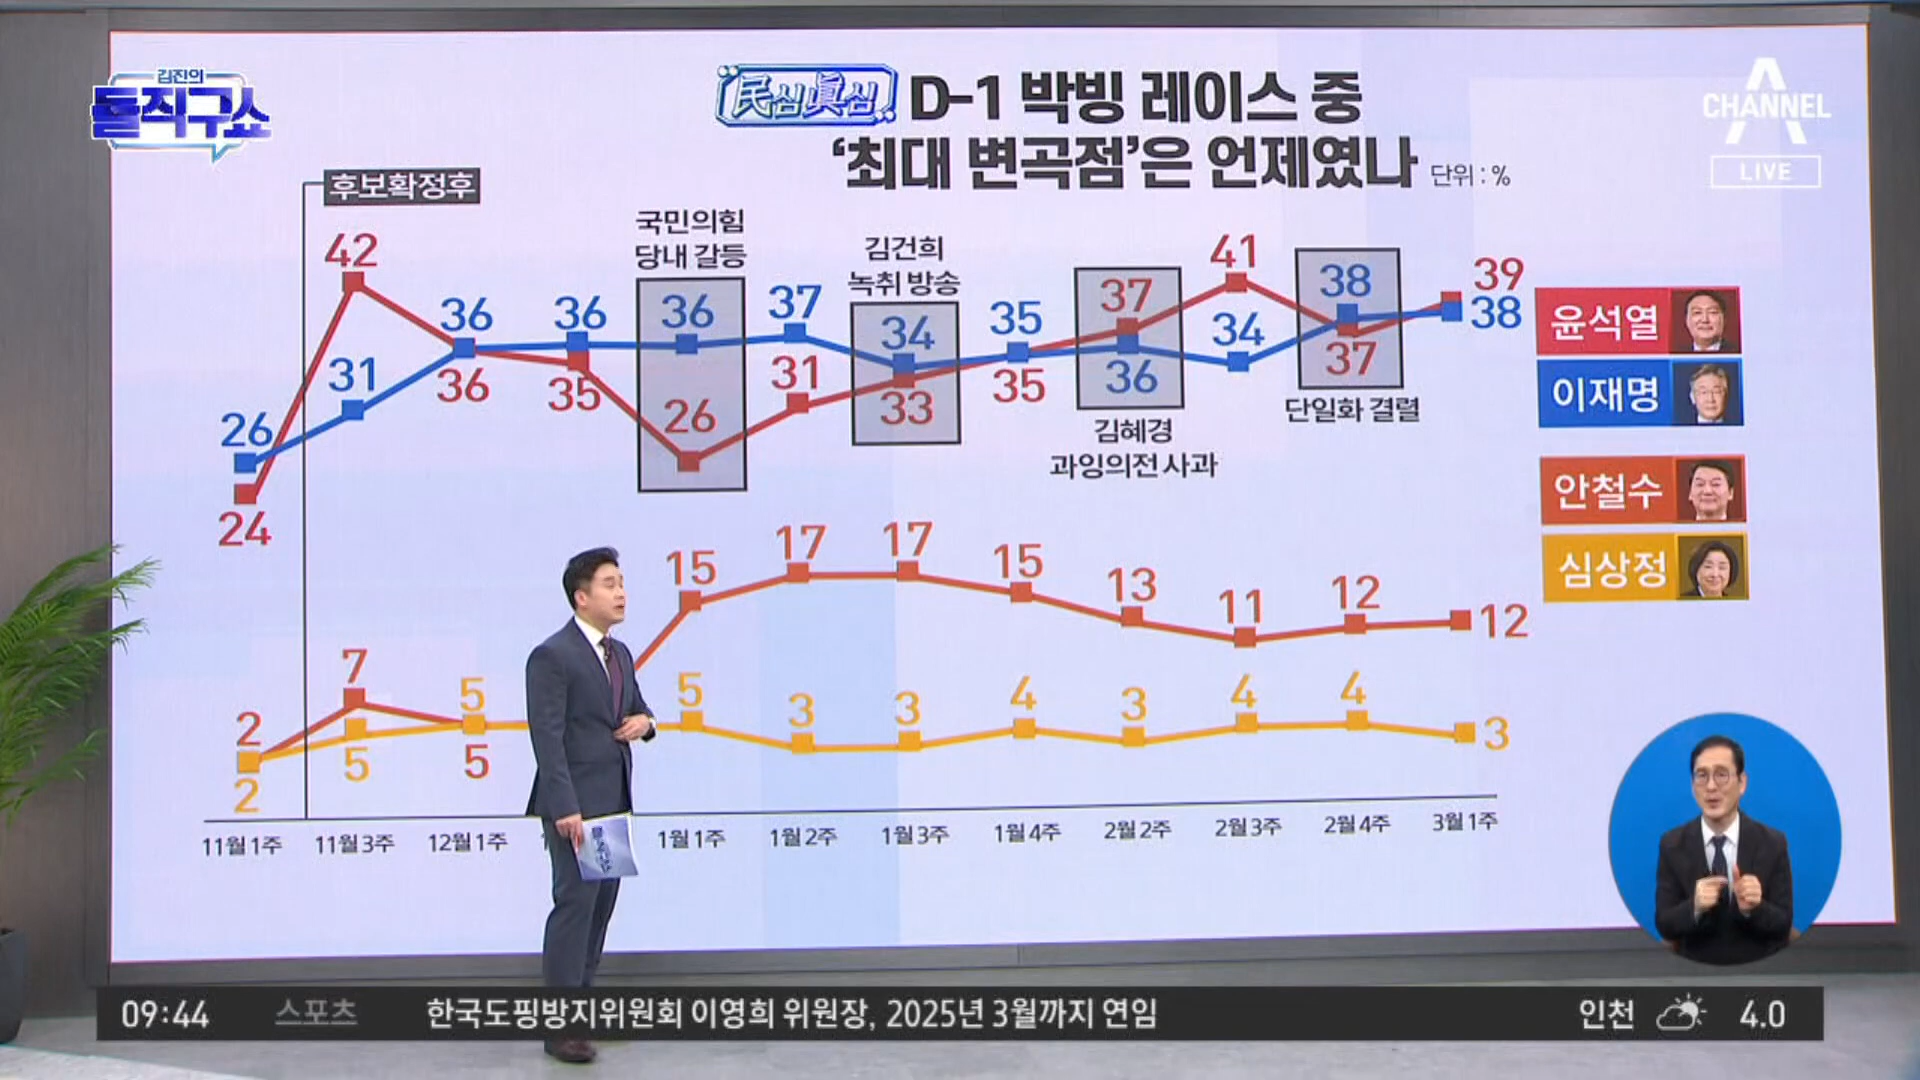 김진의
돌직구쇼
“民심眞심„
D-1 박빙 레이스 중
‘최대 변곡점’은 언제였나
단위 : %
CHANNEL A
LIVE
후보확정후
국민의힘
당내 갈등
김건희
녹취 방송
김혜경
과잉의전 사과
단일화 결렬
24 42 36 35 26 31 33 35 37 41 37 39
26 31 36 36 36 37 34 35 36 34 38 38
2 7 5 15 17 17 15 13 11 12 12
2 5 5 5 3 3 4 3 4 4 3
윤석열
이재명
안철수
심상정
11월 1주 11월 3주 12월 1주 1월 1주 1월 2주 1월 3주 1월 4주 2월 2주 2월 3주 2월 4주 3월 1주
09:44 스포츠 한국도핑방지위원회 이영희 위원장, 2025년 3월까지 연임 인천 4.0